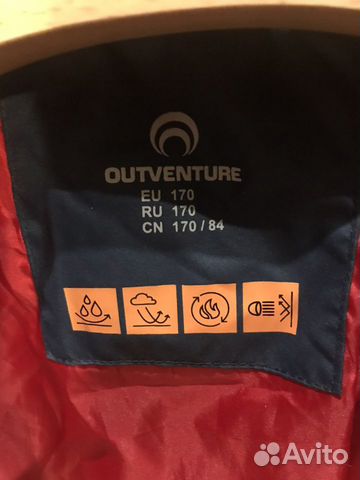 OUTVENTURE
EU 170
RU 170
CN 170/84
Avito